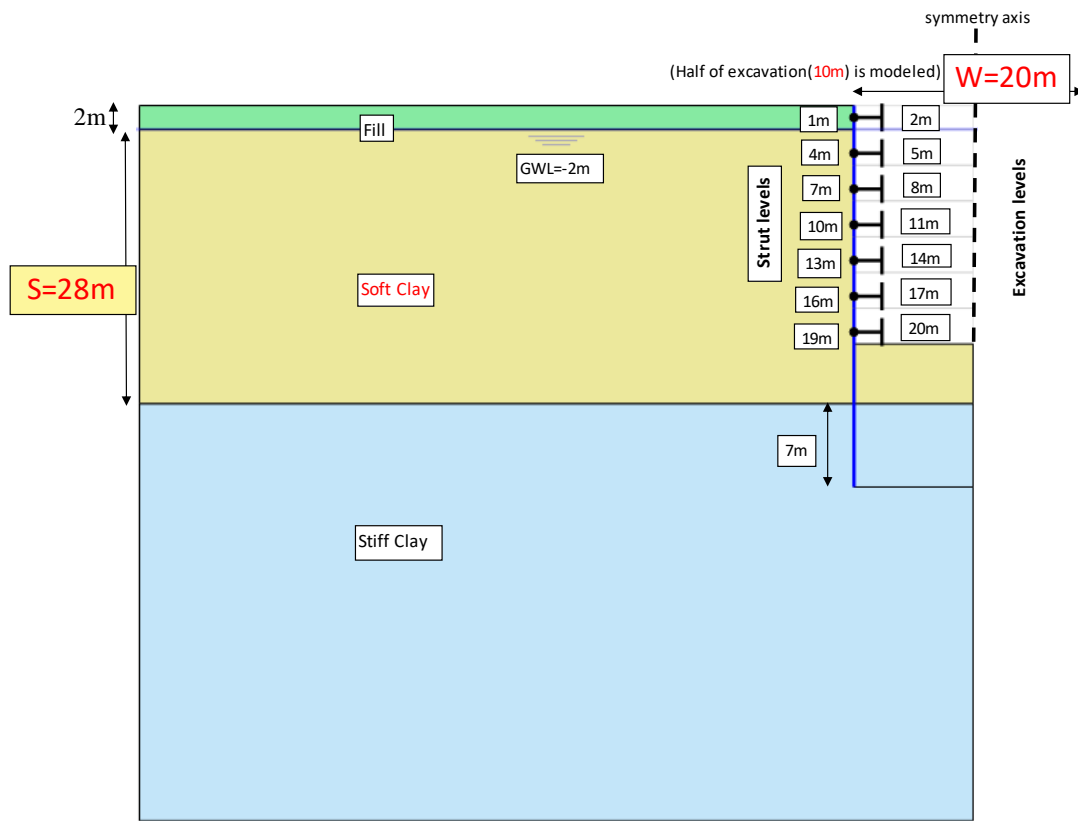 symmetry axis
(Half of excavation(10m) is modeled)
W=20m
2m
Fill
1m
2m
GWL=-2m
4m
5m
7m
8m
Strut levels
10m
11m
Excavation levels
S=28m
Soft Clay
13m
14m
16m
17m
19m
20m
7m
Stiff Clay